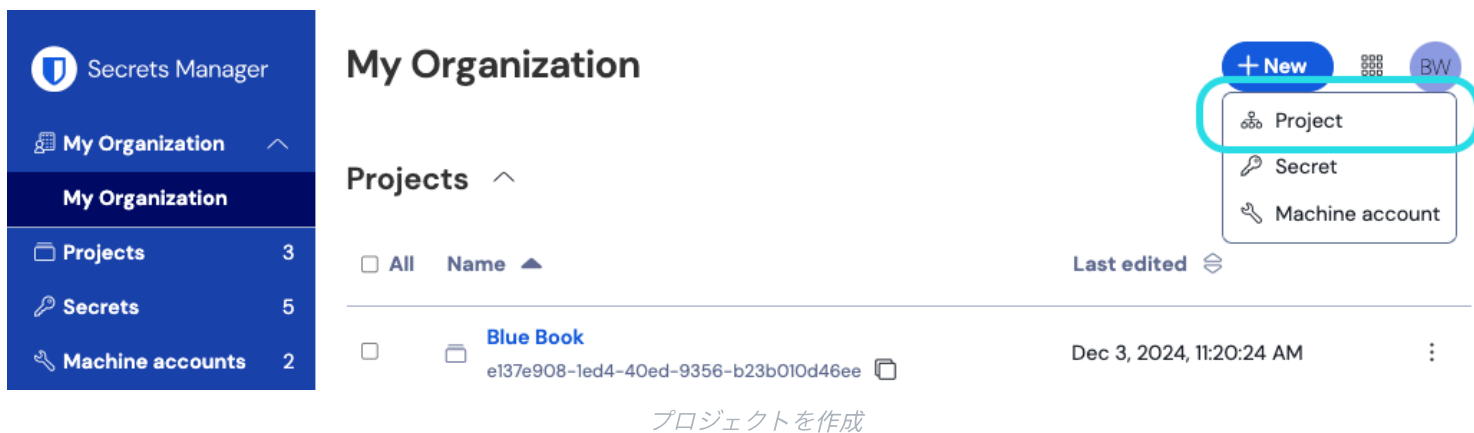 Secrets Manager
My Organization
My Organization
Projects 3
Secrets 5
Machine accounts 2
My Organization
+ New
BW
Project
Secret
Machine account
Projects
All Name Last edited
Blue Book
e137e908-1ed4-40ed-9356-b23b010d46ee
Dec 3, 2024, 11:20:24 AM
プロジェクトを作成